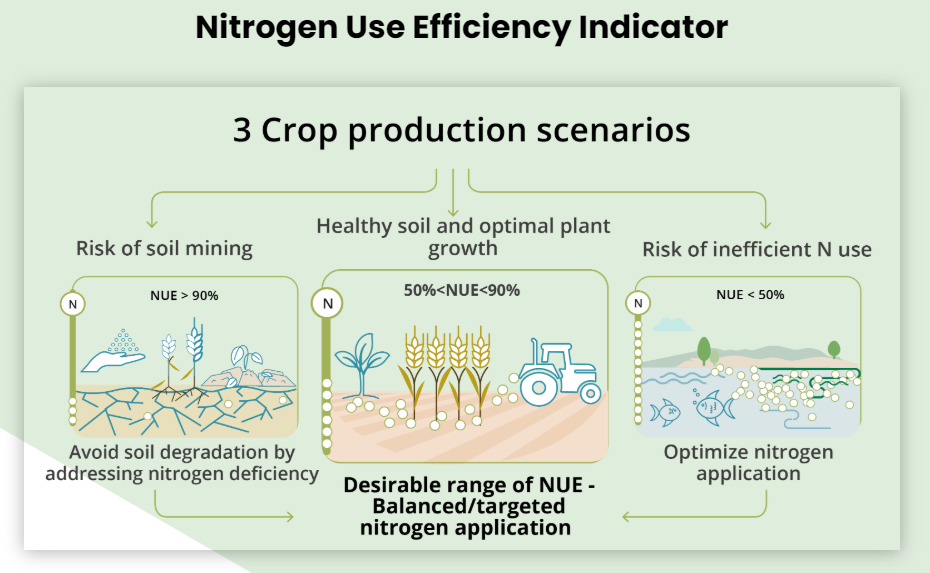 Nitrogen Use Efficiency Indicator
3 Crop production scenarios
Risk of soil mining
N
NUE > 90%
Avoid soil degradation by
addressing nitrogen deficiency
Healthy soil and optimal plant
growth
N
50%<NUE<90%
Desirable range of NUE -
Balanced/targeted
nitrogen application
Risk of inefficient N use
N
NUE < 50%
Optimize nitrogen
application